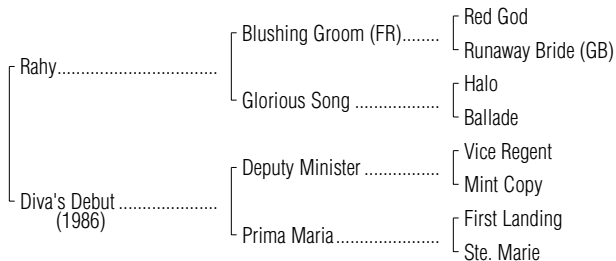 Red God
Blushing Groom (FR)........
Runaway Bride (GB)
Rahy..................................
Halo
Glorious Song ..................
Ballade
Vice Regent
Deputy Minister ................
Mint Copy
Diva's Debut .....................
(1986)
First Landing
Prima Maria......................
Ste. Marie